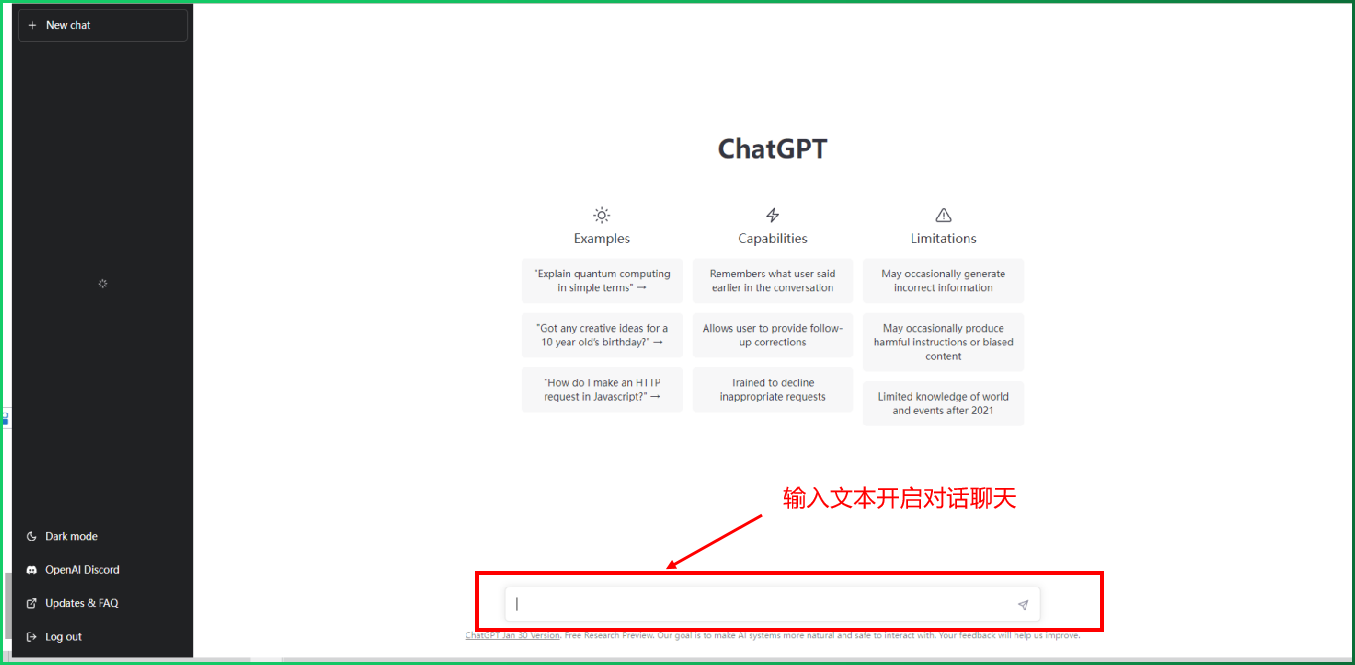 New chat
ChatGPT
Examples
"Explain quantum computing
in simple terms" →
"Got any creative ideas for a
10 year old's birthday?" →
"How do I make an HTTP
request in Javascript?" →
Capabilities
Remembers what user said
earlier in the conversation
Allows user to provide follow-
up corrections
Trained to decline
inappropriate requests
Limitations
May occasionally generate
incorrect information
May occasionally produce
harmful instructions or biased
content
Limited knowledge of world
and events after 2021
输入文本开启对话聊天
Dark mode
OpenAI Discord
Updates & FAQ
Log out
ChatGPT Jan 30 Version. Free Research Preview. Our goal is to make AI systems more natural and safe to interact with. Your feedback will help us improve.